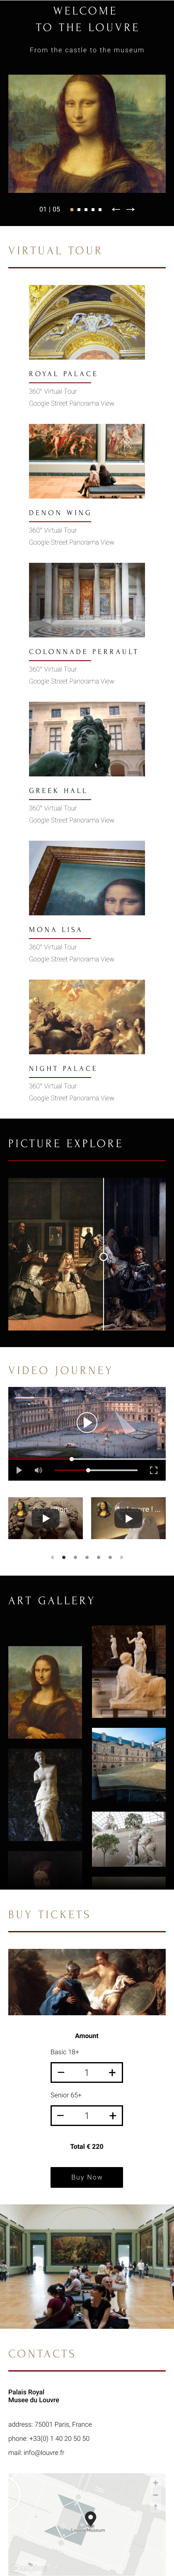 WELCOME
TO THE LOUVRE
From the castle to the museum
01 | 05
VIRTUAL TOUR
ROYAL PALACE
360° Virtual Tour
Google Street Panorama View
DENON WING
360° Virtual Tour
Google Street Panorama View
COLONNADE PERRAULT
360° Virtual Tour
Google Street Panorama View
GREEK HALL
360° Virtual Tour
Google Street Panorama View
MONA LISA
360° Virtual Tour
Google Street Panorama View
NIGHT PALACE
360° Virtual Tour
Google Street Panorama View
PICTURE EXPLORE
VIDEO JOURNEY
ART GALLERY
BUY TICKETS
Amount
Basic 18+
− 1 +
Senior 65+
− 1 +
Total € 220
Buy Now
CONTACTS
Palais Royal
Musee du Louvre
address: 75001 Paris, France
phone: +33(0) 1 40 20 50 50
mail: info@louvre.fr
Louvre Museum